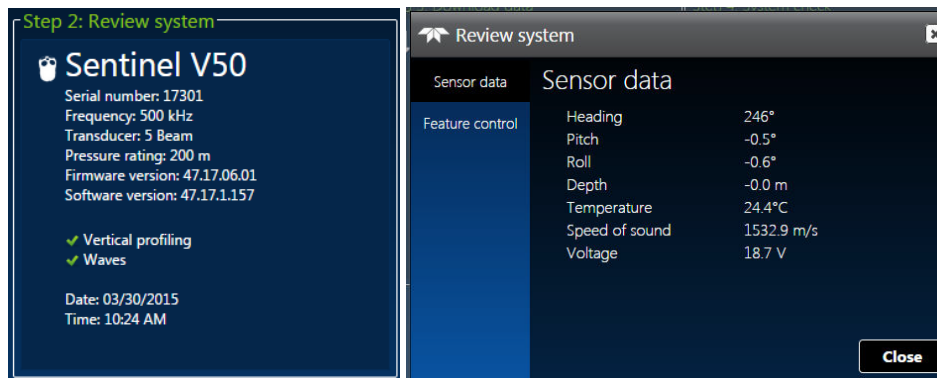 Step 2: Review system
Sentinel V50
Serial number: 17301
Frequency: 500 kHz
Transducer: 5 Beam
Pressure rating: 200 m
Firmware version: 47.17.06.01
Software version: 47.17.1.157
Vertical profiling
Waves
Date: 03/30/2015
Time: 10:24 AM
Review system
Sensor data
Feature control
Sensor data
Heading 246°
Pitch -0.5°
Roll -0.6°
Depth -0.0 m
Temperature 24.4°C
Speed of sound 1532.9 m/s
Voltage 18.7 V
Close